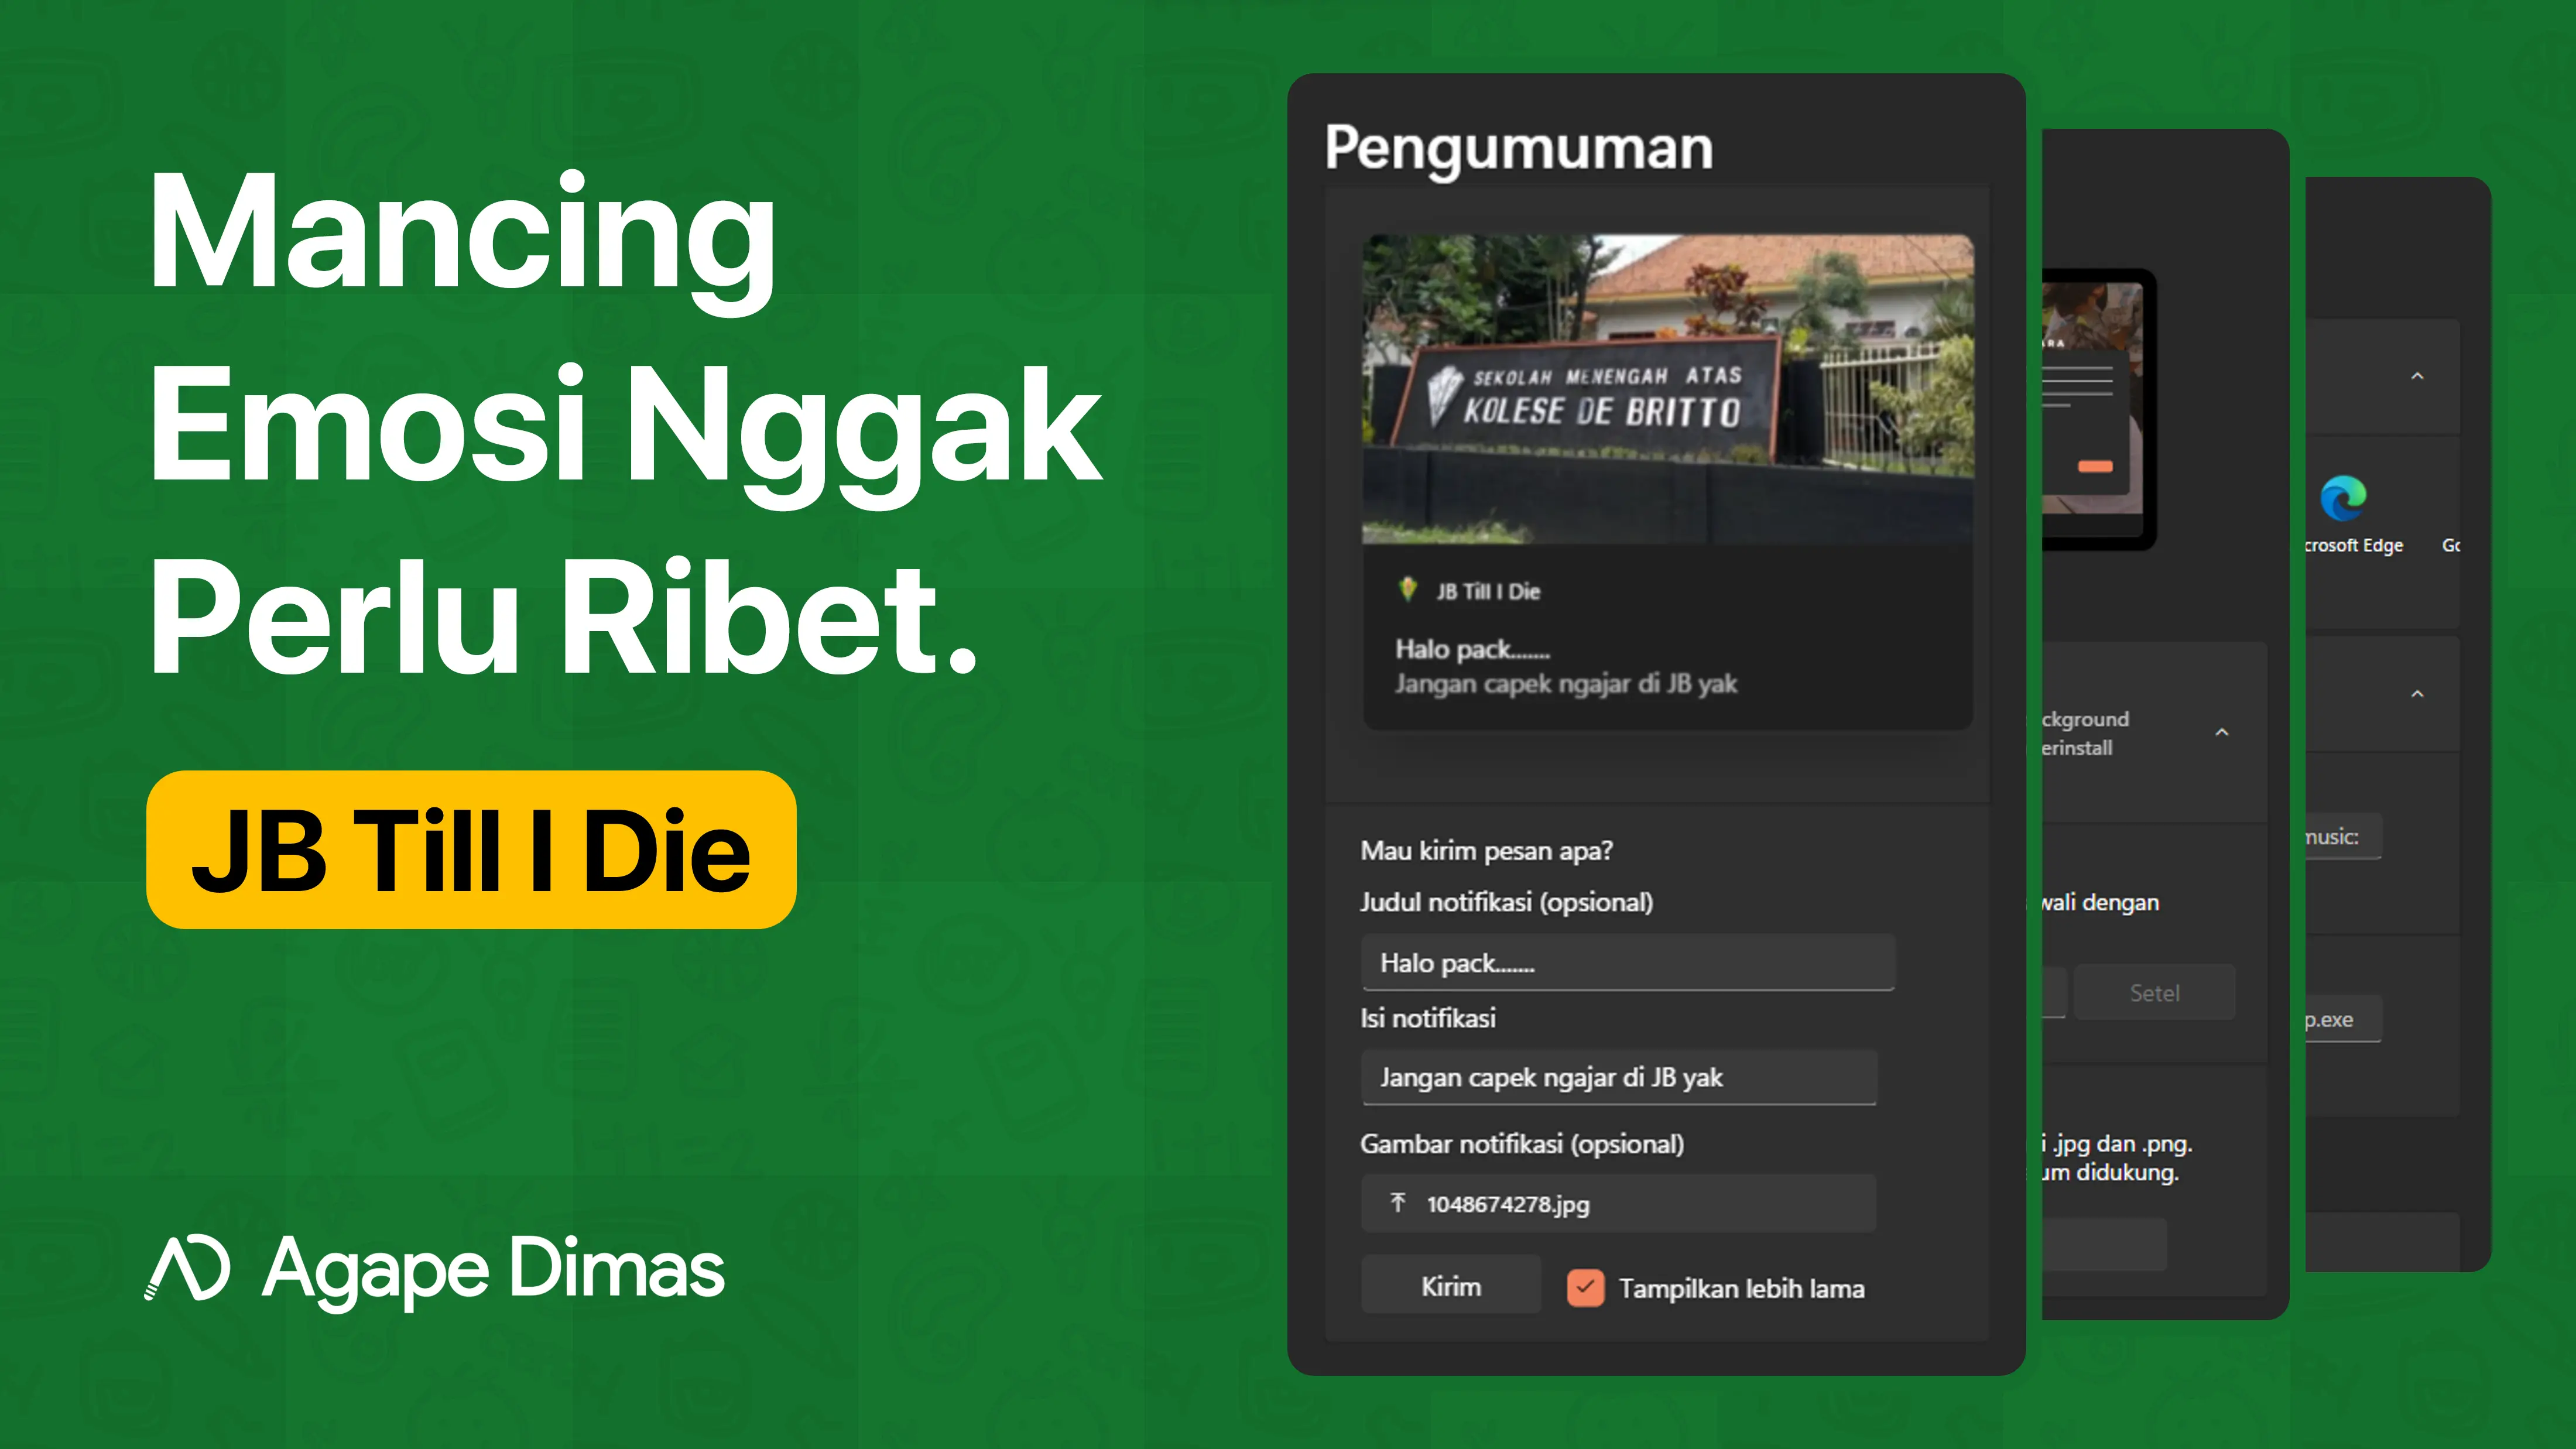 Mancing
Emosi Nggak
Perlu Ribet.
JB Till I Die
Agape Dimas
Pengumuman
SEKOLAH MENENGAH ATAS
KOLESE DE BRITTO
JB Till I Die
Halo pack.......
Jangan capek ngajar di JB yak
Mau kirim pesan apa?
Judul notifikasi (opsional)
Halo pack.......
Isi notifikasi
Jangan capek ngajar di JB yak
Gambar notifikasi (opsional)
1048674278.jpg
Kirim
Tampilkan lebih lama
RA
ckground
erinstall
wali dengan
Setel
i .jpg dan .png.
um didukung.
crosoft Edge
Go
music:
p.exe